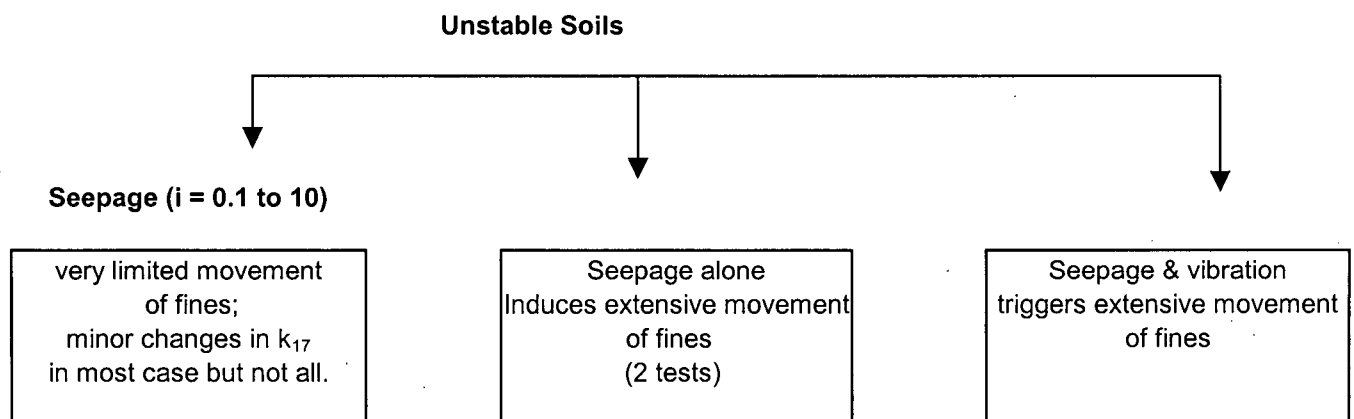 Unstable Soils
Seepage (i = 0.1 to 10)
very limited movement
of fines;
minor changes in k₁₇
in most case but not all.
Seepage alone
Induces extensive movement
of fines
(2 tests)
Seepage & vibration
triggers extensive movement
of fines